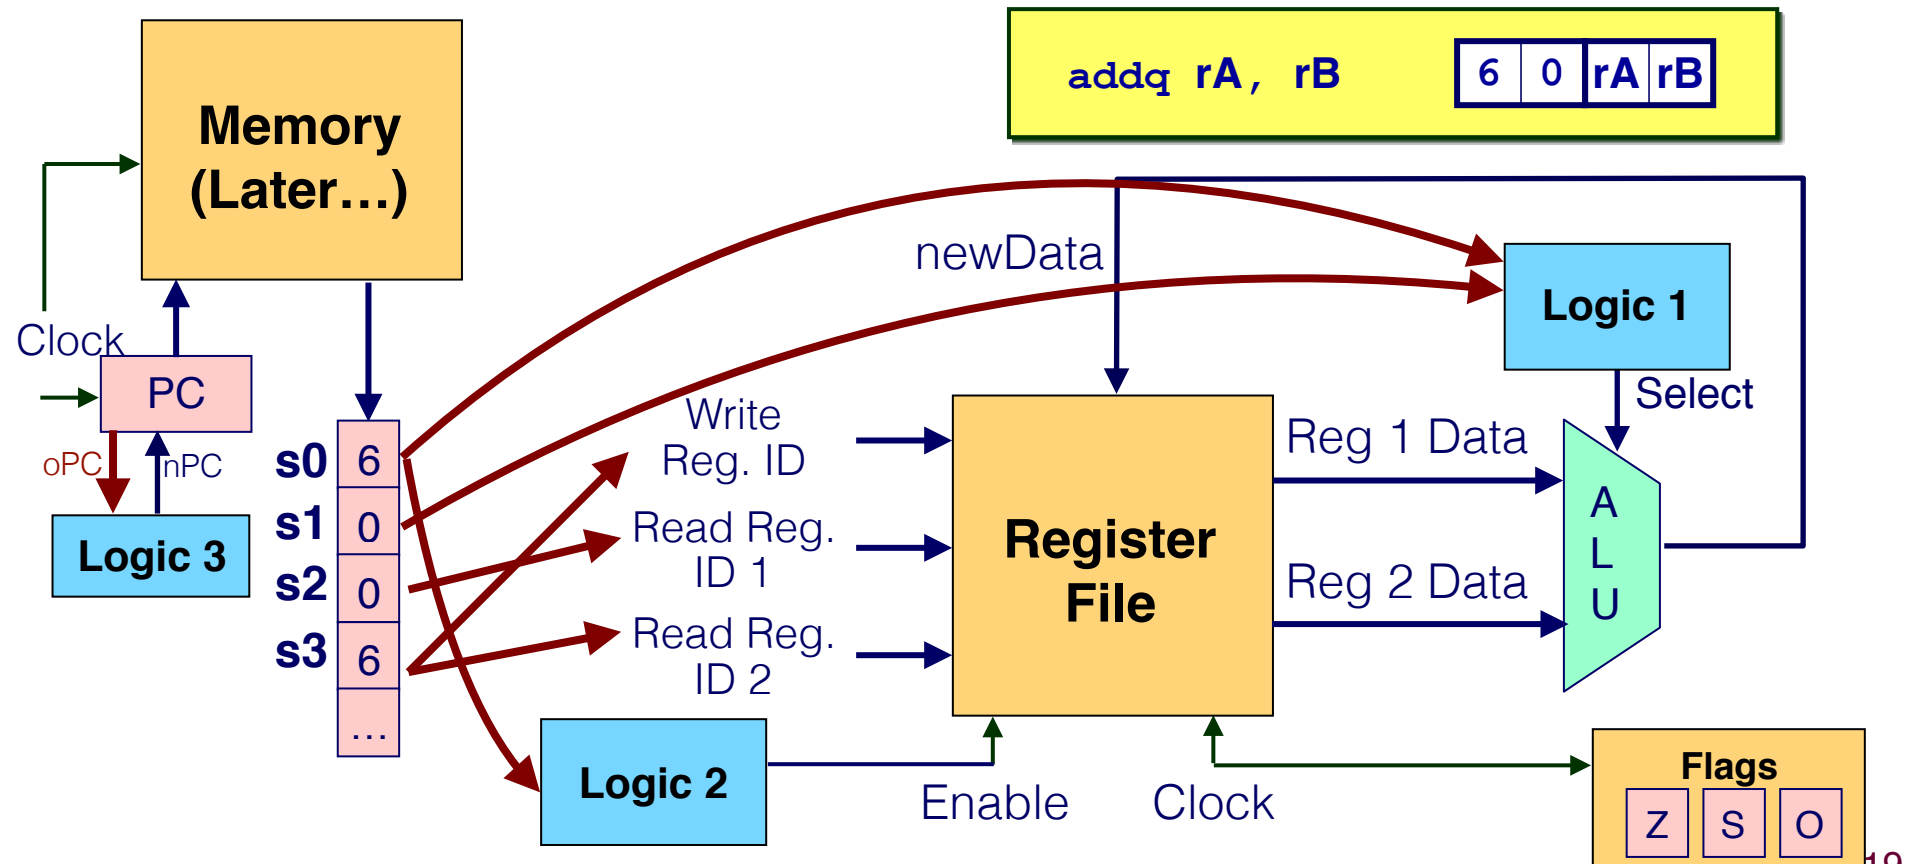 addq rA, rB
6 0 rA rB
Memory
(Later…)
newData
Logic 1
Clock
PC
Select
oPC
nPC
Write
Reg. ID
Reg 1 Data
s0 6
s1 0
s2 0
s3 6
…
Logic 3
Read Reg.
ID 1
Read Reg.
ID 2
Register
File
A
L
U
Reg 2 Data
Logic 2
Enable
Clock
Flags
Z S O
19